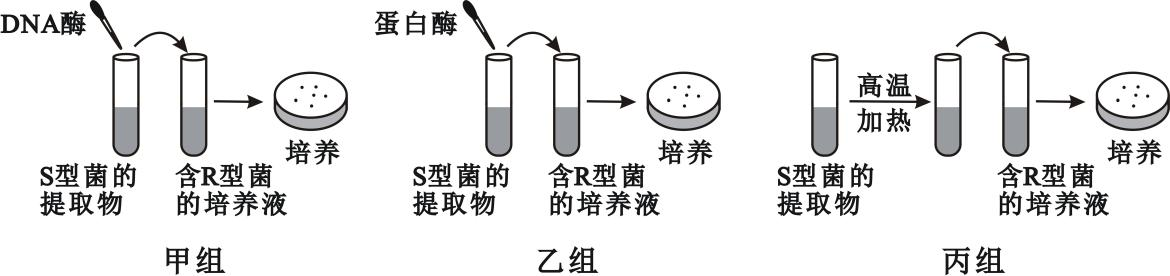 DNA酶
培养
S型菌的
提取物
含R型菌
的培养液
甲组
蛋白酶
培养
S型菌的
提取物
含R型菌
的培养液
乙组
高温
加热
培养
S型菌的
提取物
含R型菌
的培养液
丙组